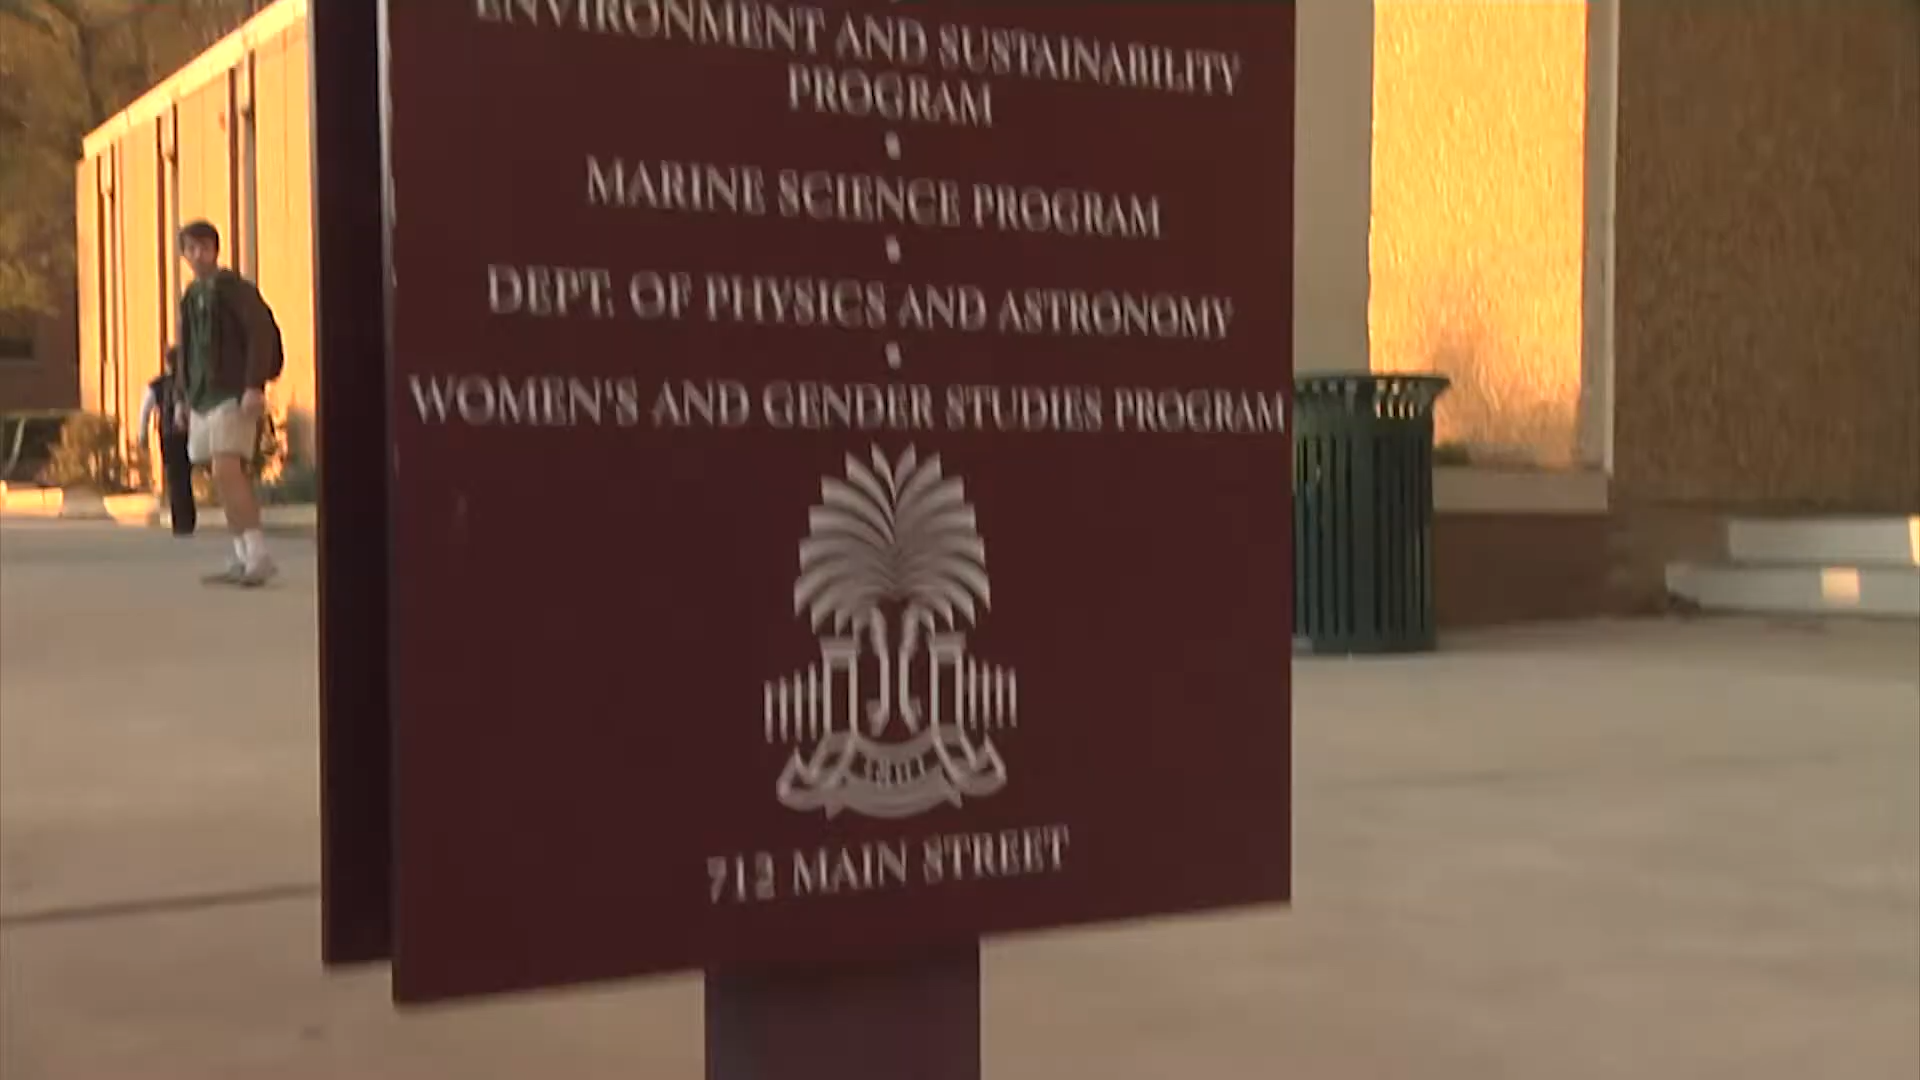 ENVIRONMENT AND SUSTAINABILITY
PROGRAM
MARINE SCIENCE PROGRAM
DEPT. OF PHYSICS AND ASTRONOMY
WOMEN'S AND GENDER STUDIES PROGRAM
712 MAIN STREET